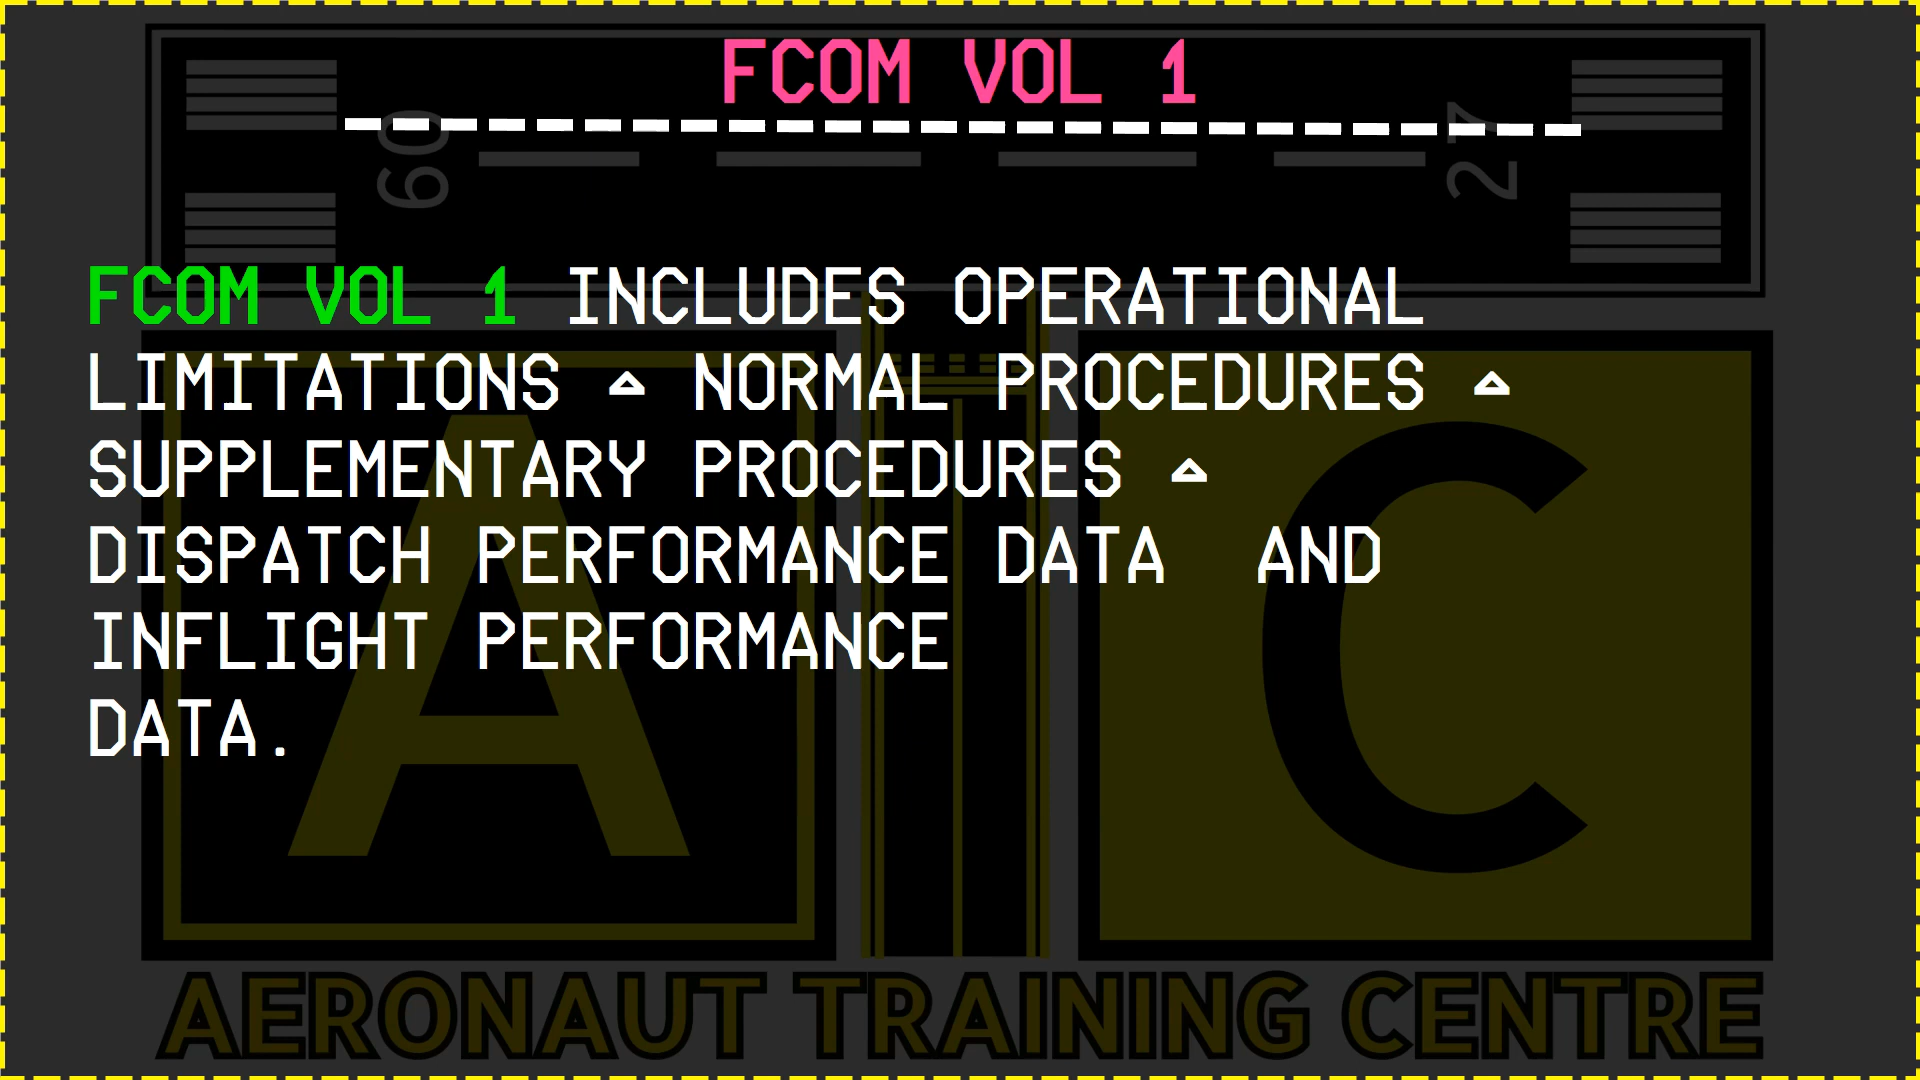 FCOM VOL 1
09
27
FCOM VOL 1 INCLUDES OPERATIONAL
LIMITATIONS ⏶ NORMAL PROCEDURES ⏶
SUPPLEMENTARY PROCEDURES ⏶
DISPATCH PERFORMANCE DATA  AND
INFLIGHT PERFORMANCE
DATA.
A C
AERONAUT TRAINING CENTRE